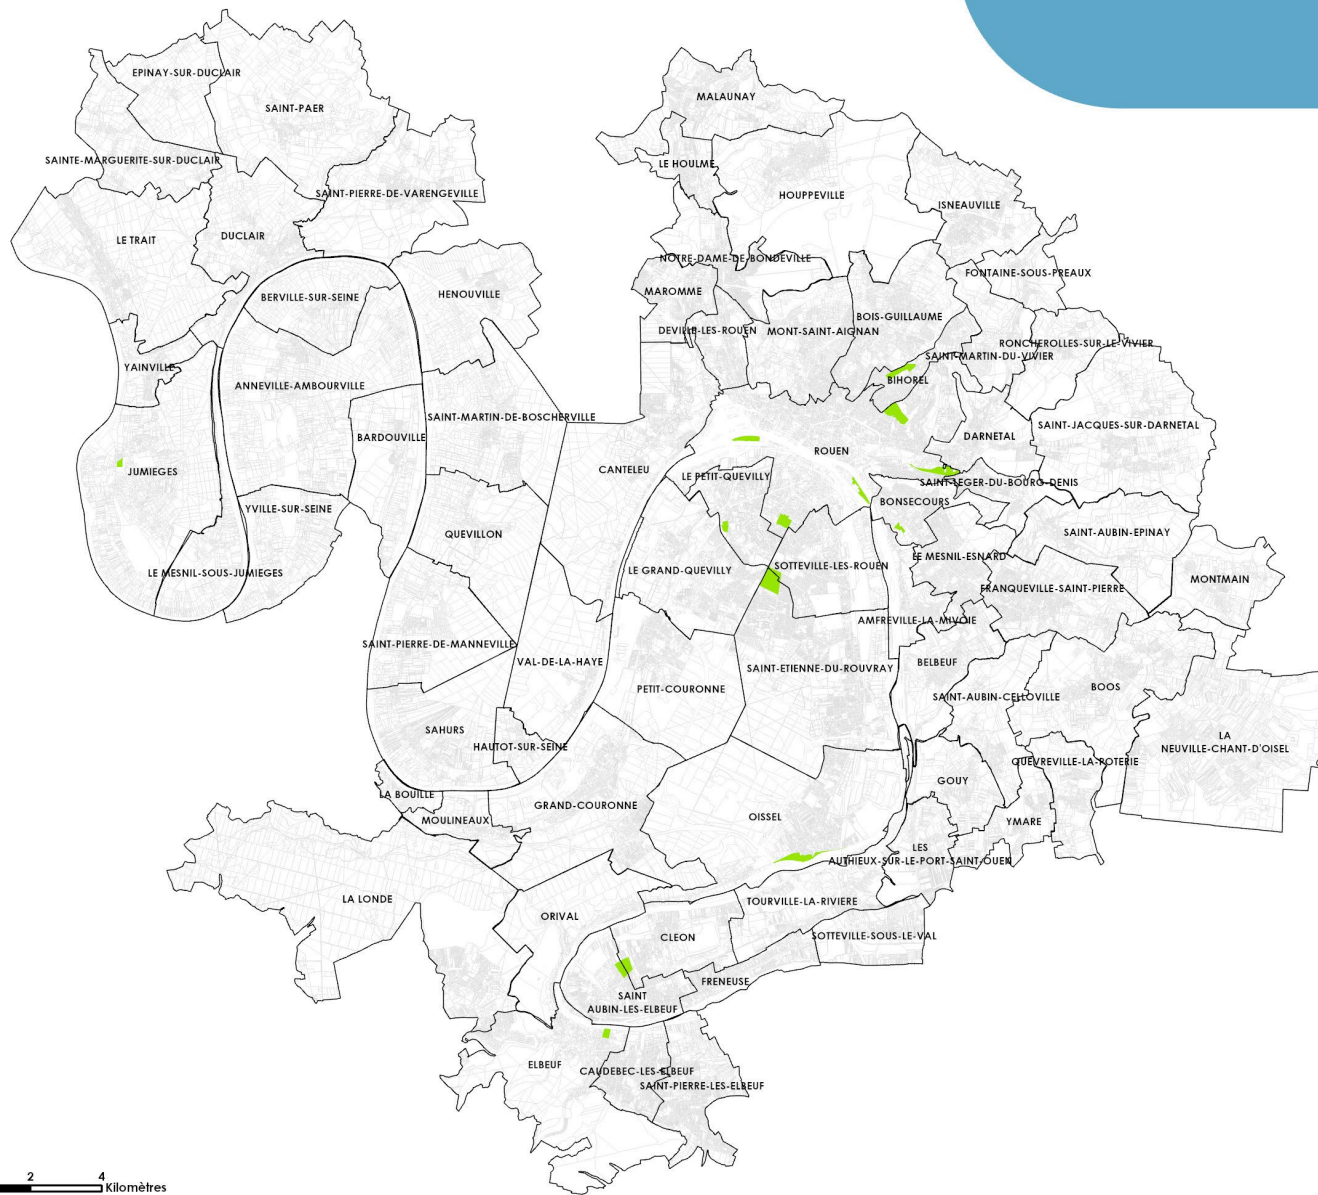 EPINAY-SUR-DUCLAIR
SAINT-PAER
MALAUNAY
SAINTE-MARGUERITE-SUR-DUCLAIR
LE HOULME
SAINT-PIERRE-DE-VARENGEVILLE
HOUPPEVILLE
ISNEAUVILLE
LE TRAIT
DUCLAIR
NOTRE-DAME-DE-BONDEVILLE
FONTAINE-SOUS-PREAUX
BERVILLE-SUR-SEINE
HENOUVILLE
MAROMME
BOIS-GUILLAUME
DEVILLE-LES-ROUEN
MONT-SAINT-AIGNAN
RONCHEROLLES-SUR-LE-VIVIER
SAINT-MARTIN-DU-VIVIER
YAINVILLE
ANNEVILLE-AMBOURVILLE
BIHOREL
SAINT-MARTIN-DE-BOSCHERVILLE
SAINT-JACQUES-SUR-DARNETAL
BARDOUVILLE
DARNETAL
ROUEN
JUMIEGES
CANTELEU
LE PETIT-QUEVILLY
SAINT-LEGER-DU-BOURG-DENIS
BONSECOURS
YVILLE-SUR-SEINE
QUEVILLON
SAINT-AUBIN-EPINAY
LE MESNIL-ESNARD
LE MESNIL-SOUS-JUMIEGES
LE GRAND-QUEVILLY
SOTTEVILLE-LES-ROUEN
MONTMAIN
FRANQUEVILLE-SAINT-PIERRE
AMFREVILLE-LA-MIVOIE
SAINT-PIERRE-DE-MANNEVILLE
VAL-DE-LA-HAYE
BELBEUF
SAINT-ETIENNE-DU-ROUVRAY
PETIT-COURONNE
BOOS
SAINT-AUBIN-CELLOVILLE
SAHURS
HAUTOT-SUR-SEINE
LA
NEUVILLE-CHANT-D'OISEL
QUEVREVILLE-LA-POTERIE
GOUY
LA BOUILLE
GRAND-COURONNE
MOULINEAUX
OISSEL
YMARE
LES
AUTHIEUX-SUR-LE-PORT-SAINT-OUEN
LA LONDE
TOURVILLE-LA-RIVIERE
ORIVAL
CLEON
SOTTEVILLE-SOUS-LE-VAL
FRENEUSE
SAINT
AUBIN-LES-ELBEUF
ELBEUF
CAUDEBEC-LES-ELBEUF
SAINT-PIERRE-LES-ELBEUF
2 4
Kilomètres